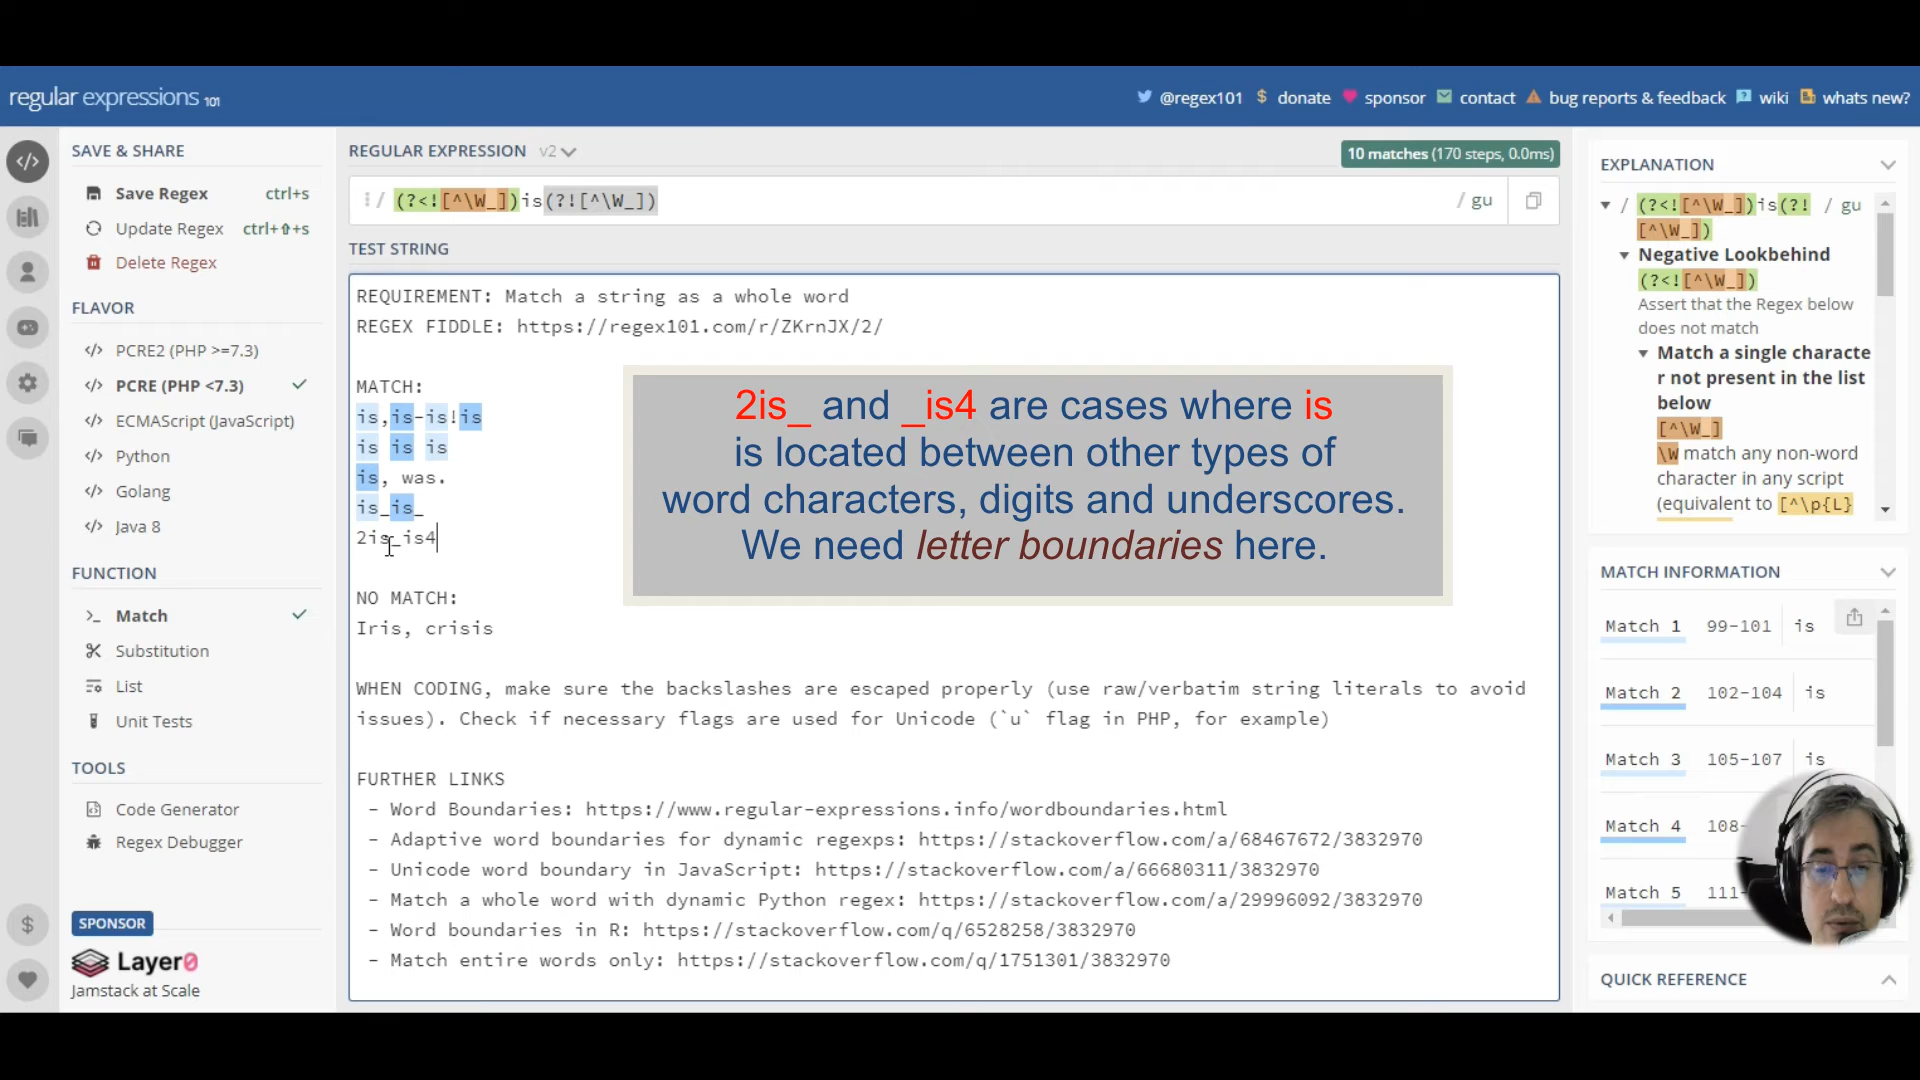 regular expressions 101
@regex101
donate
sponsor
contact
bug reports & feedback
wiki
whats new?
SAVE & SHARE
Save Regex ctrl+s
Update Regex ctrl+⇧+s
Delete Regex
FLAVOR
PCRE2 (PHP >=7.3)
PCRE (PHP <7.3)
ECMAScript (JavaScript)
Python
Golang
Java 8
FUNCTION
Match
Substitution
List
Unit Tests
TOOLS
Code Generator
Regex Debugger
SPONSOR
Layer0
Jamstack at Scale
REGULAR EXPRESSION v2
10 matches (170 steps, 0.0ms)
/ (?<![^\W_])is(?![^\W_]) / gu
TEST STRING
REQUIREMENT: Match a string as a whole word
REGEX FIDDLE: https://regex101.com/r/ZKrnJX/2/
MATCH:
is,is-is!is
is is is
is, was.
is_is_
2is_is4
NO MATCH:
Iris, crisis
WHEN CODING, make sure the backslashes are escaped properly (use raw/verbatim string literals to avoid
issues). Check if necessary flags are used for Unicode (`u` flag in PHP, for example)
FURTHER LINKS
- Word Boundaries: https://www.regular-expressions.info/wordboundaries.html
- Adaptive word boundaries for dynamic regexps: https://stackoverflow.com/a/68467672/3832970
- Unicode word boundary in JavaScript: https://stackoverflow.com/a/66680311/3832970
- Match a whole word with dynamic Python regex: https://stackoverflow.com/a/29996092/3832970
- Word boundaries in R: https://stackoverflow.com/q/6528258/3832970
- Match entire words only: https://stackoverflow.com/q/1751301/3832970
2is_ and _is4 are cases where is
is located between other types of
word characters, digits and underscores.
We need letter boundaries here.
EXPLANATION
/ (?<![^\W_])is(?! / gu
[^\W_])
Negative Lookbehind
(?<![^\W_])
Assert that the Regex below
does not match
Match a single characte
r not present in the list
below
[^\W_]
\W match any non-word
character in any script
(equivalent to [^\p{L}
MATCH INFORMATION
Match 1 99-101 is
Match 2 102-104 is
Match 3 105-107 is
Match 4 108-
Match 5 111-
QUICK REFERENCE